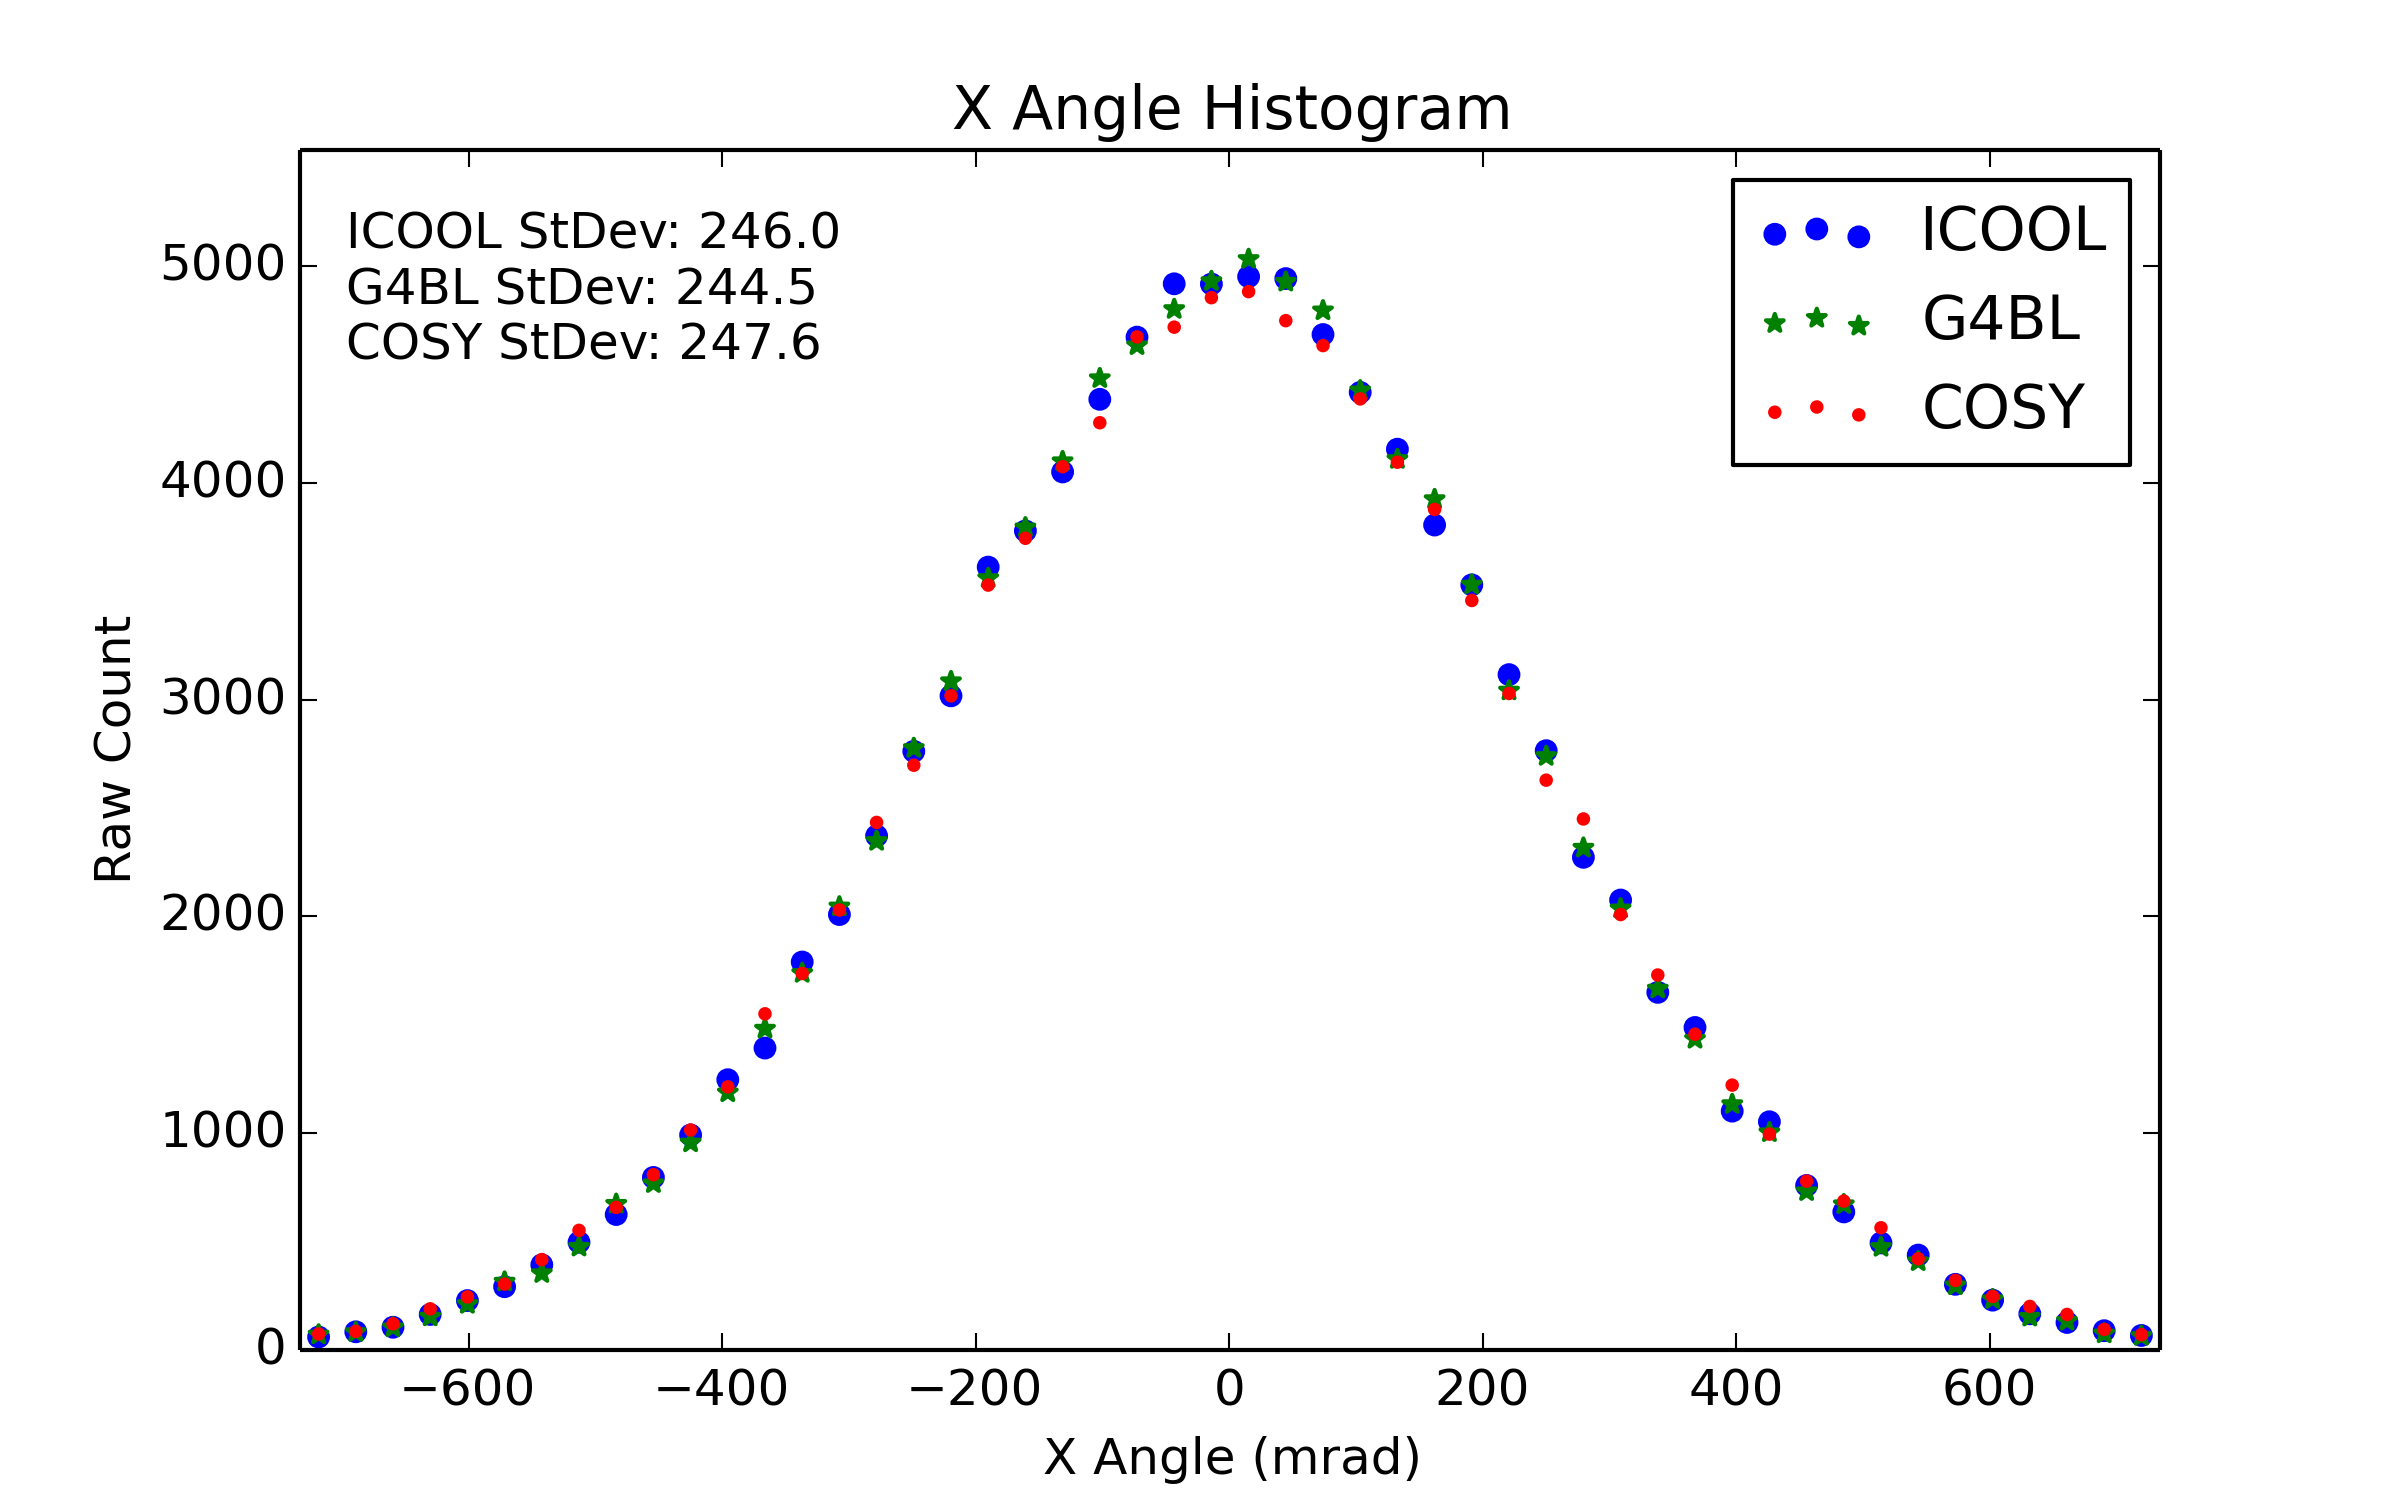 X Angle Histogram
ICOOL StDev: 246.0
G4BL StDev: 244.5
COSY StDev: 247.6
ICOOL
G4BL
COSY
5000
4000
3000
2000
1000
0
Raw Count
−600 −400 −200 0 200 400 600
X Angle (mrad)